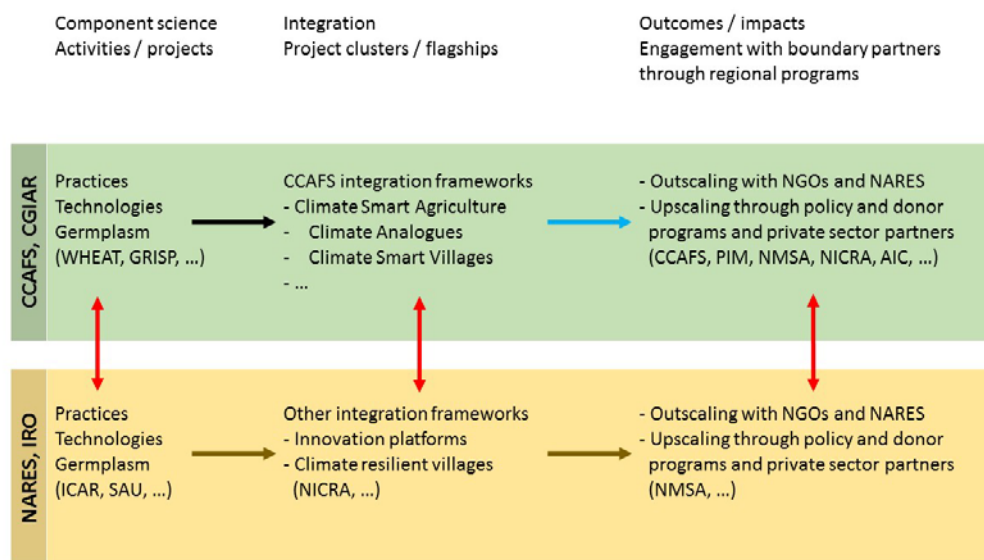 Component science
Activities / projects
Integration
Project clusters / flagships
Outcomes / impacts
Engagement with boundary partners
through regional programs
CCAFS, CGIAR
Practices
Technologies
Germplasm
(WHEAT, GRISP, ...)
CCAFS integration frameworks
- Climate Smart Agriculture
- Climate Analogues
- Climate Smart Villages
- ...
- Outscaling with NGOs and NARES
- Upscaling through policy and donor
programs and private sector partners
(CCAFS, PIM, NMSA, NICRA, AIC, ...)
NARES, IRO
Practices
Technologies
Germplasm
(ICAR, SAU, ...)
Other integration frameworks
- Innovation platforms
- Climate resilient villages
(NICRA, ...)
- Outscaling with NGOs and NARES
- Upscaling through policy and donor
programs and private sector partners
(NMSA, ...)